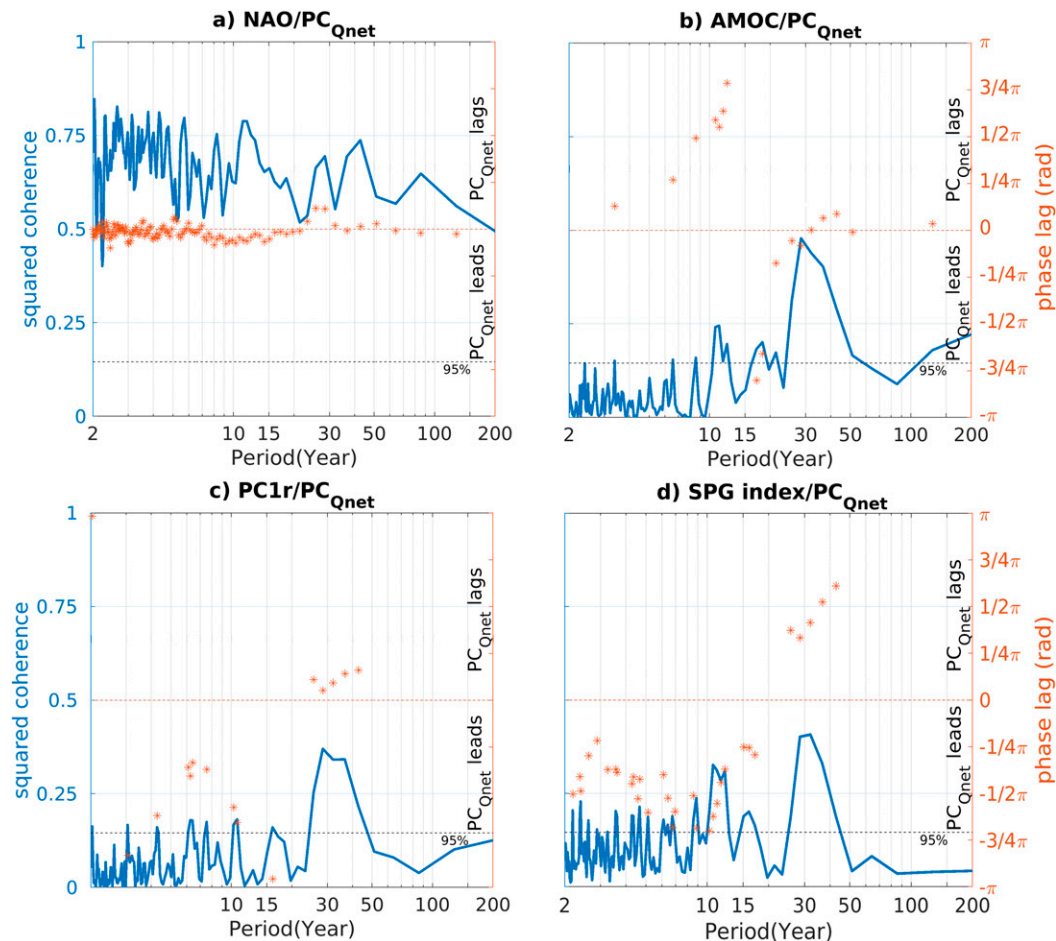 a) NAO/PCQnet
b) AMOC/PCQnet
1
0.75
0.5
0.25
0
squared coherence
PCQnet lags
PCQnet leads
95%
2 10 15 30 50 100 200
Period(Year)
PCQnet lags
PCQnet leads
95%
π
3/4π
1/2π
1/4π
0
-1/4π
-1/2π
-3/4π
-π
phase lag (rad)
2 10 15 30 50 100 200
Period(Year)
c) PC1r/PCQnet
d) SPG index/PCQnet
1
0.75
0.5
0.25
0
squared coherence
PCQnet lags
PCQnet leads
95%
2 10 15 30 50 100 200
Period(Year)
PCQnet lags
PCQnet leads
95%
π
3/4π
1/2π
1/4π
0
-1/4π
-1/2π
-3/4π
-π
phase lag (rad)
2 10 15 30 50 100 200
Period(Year)